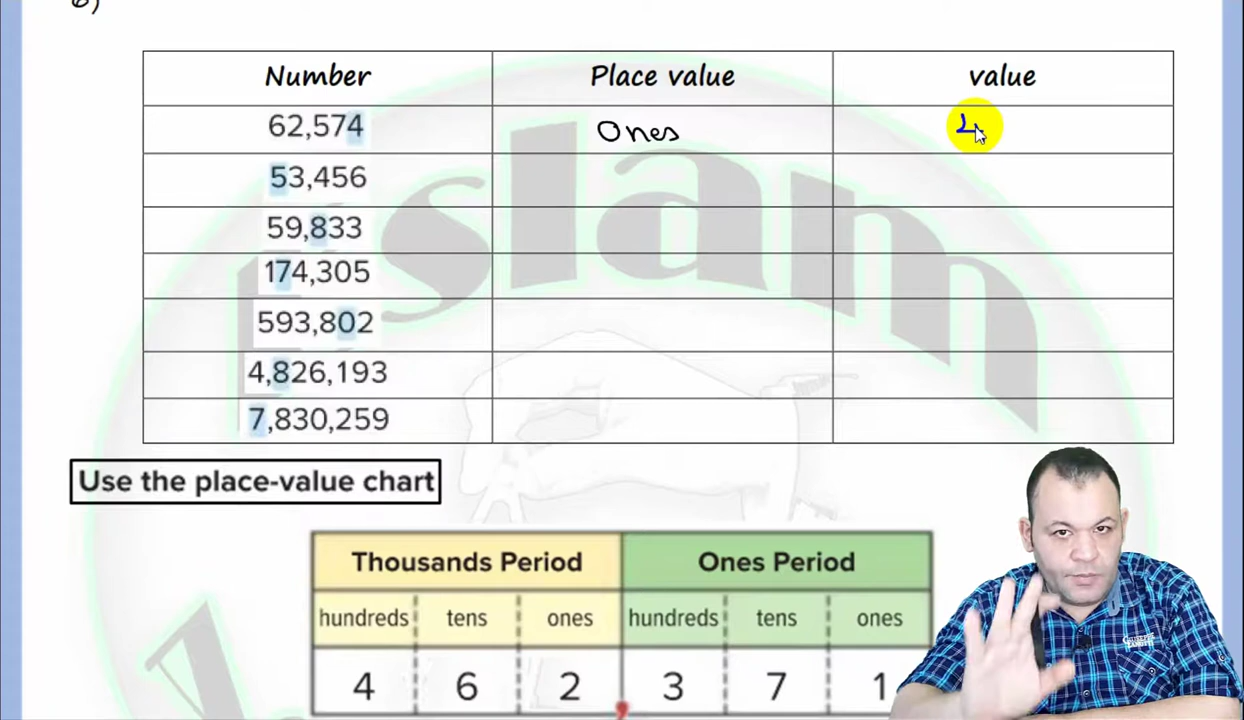 Number Place value value
62,574 Ones 4
53,456
59,833
174,305
593,802
4,826,193
7,830,259
Use the place-value chart
Thousands Period Ones Period
hundreds tens ones hundreds tens ones
4 6 2 , 3 7 1